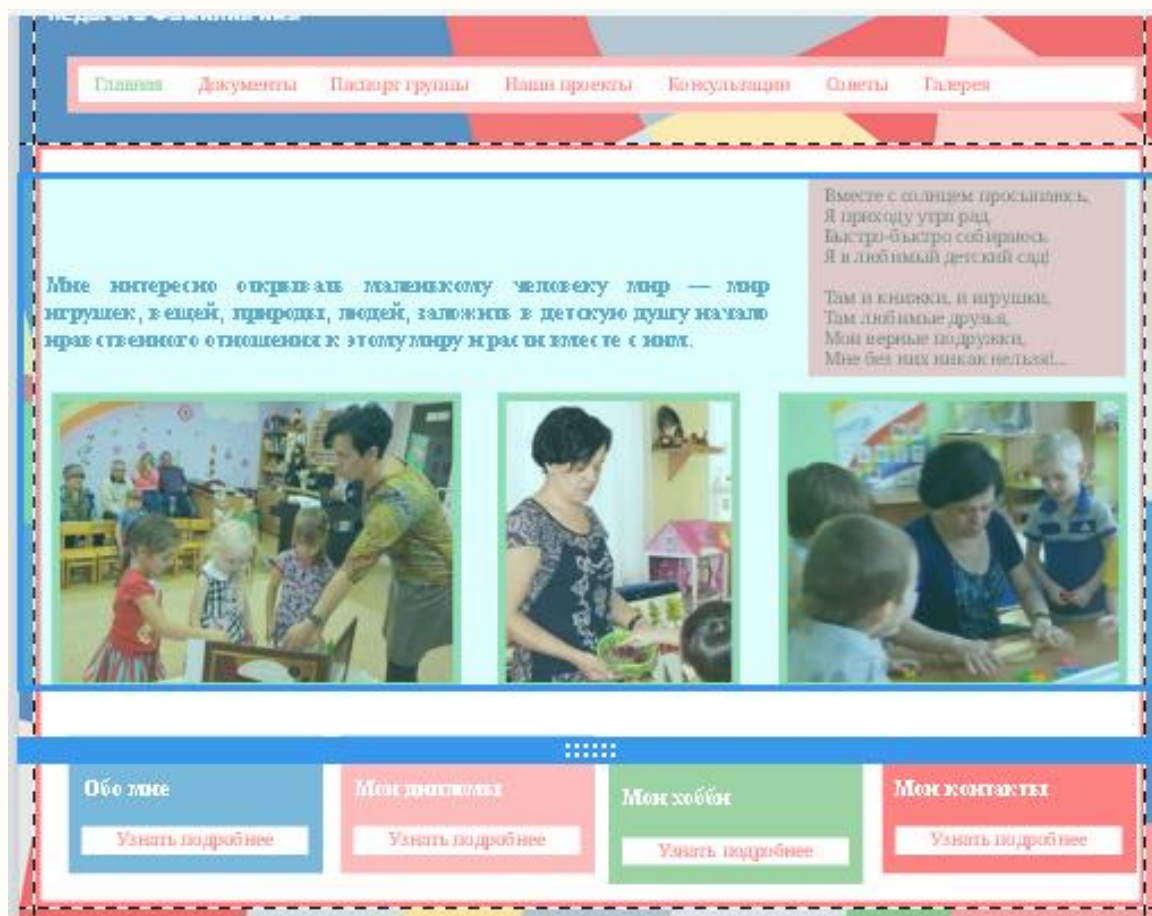 Главная Документы Паспорт группы Наши проекты Консультации Советы Галерея
Вместе с солнцем просыпаюсь,
Я приходу утра рад,
Быстро-быстро собираюсь
Я в любимый детский сад!
Там и книжки, и игрушки,
Там любимые друзья,
Мои верные подружки,
Мне без них никак нельзя!...
Мне интересно открывать маленькому человеку мир — мир
игрушек, вещей, природы, людей, заложить в детскую душу начало
нравственного отношения к этому миру и расти вместе с ним.
Обо мне
Узнать подробнее
Мои дипломы
Узнать подробнее
Мои хобби
Узнать подробнее
Мои контакты
Узнать подробнее